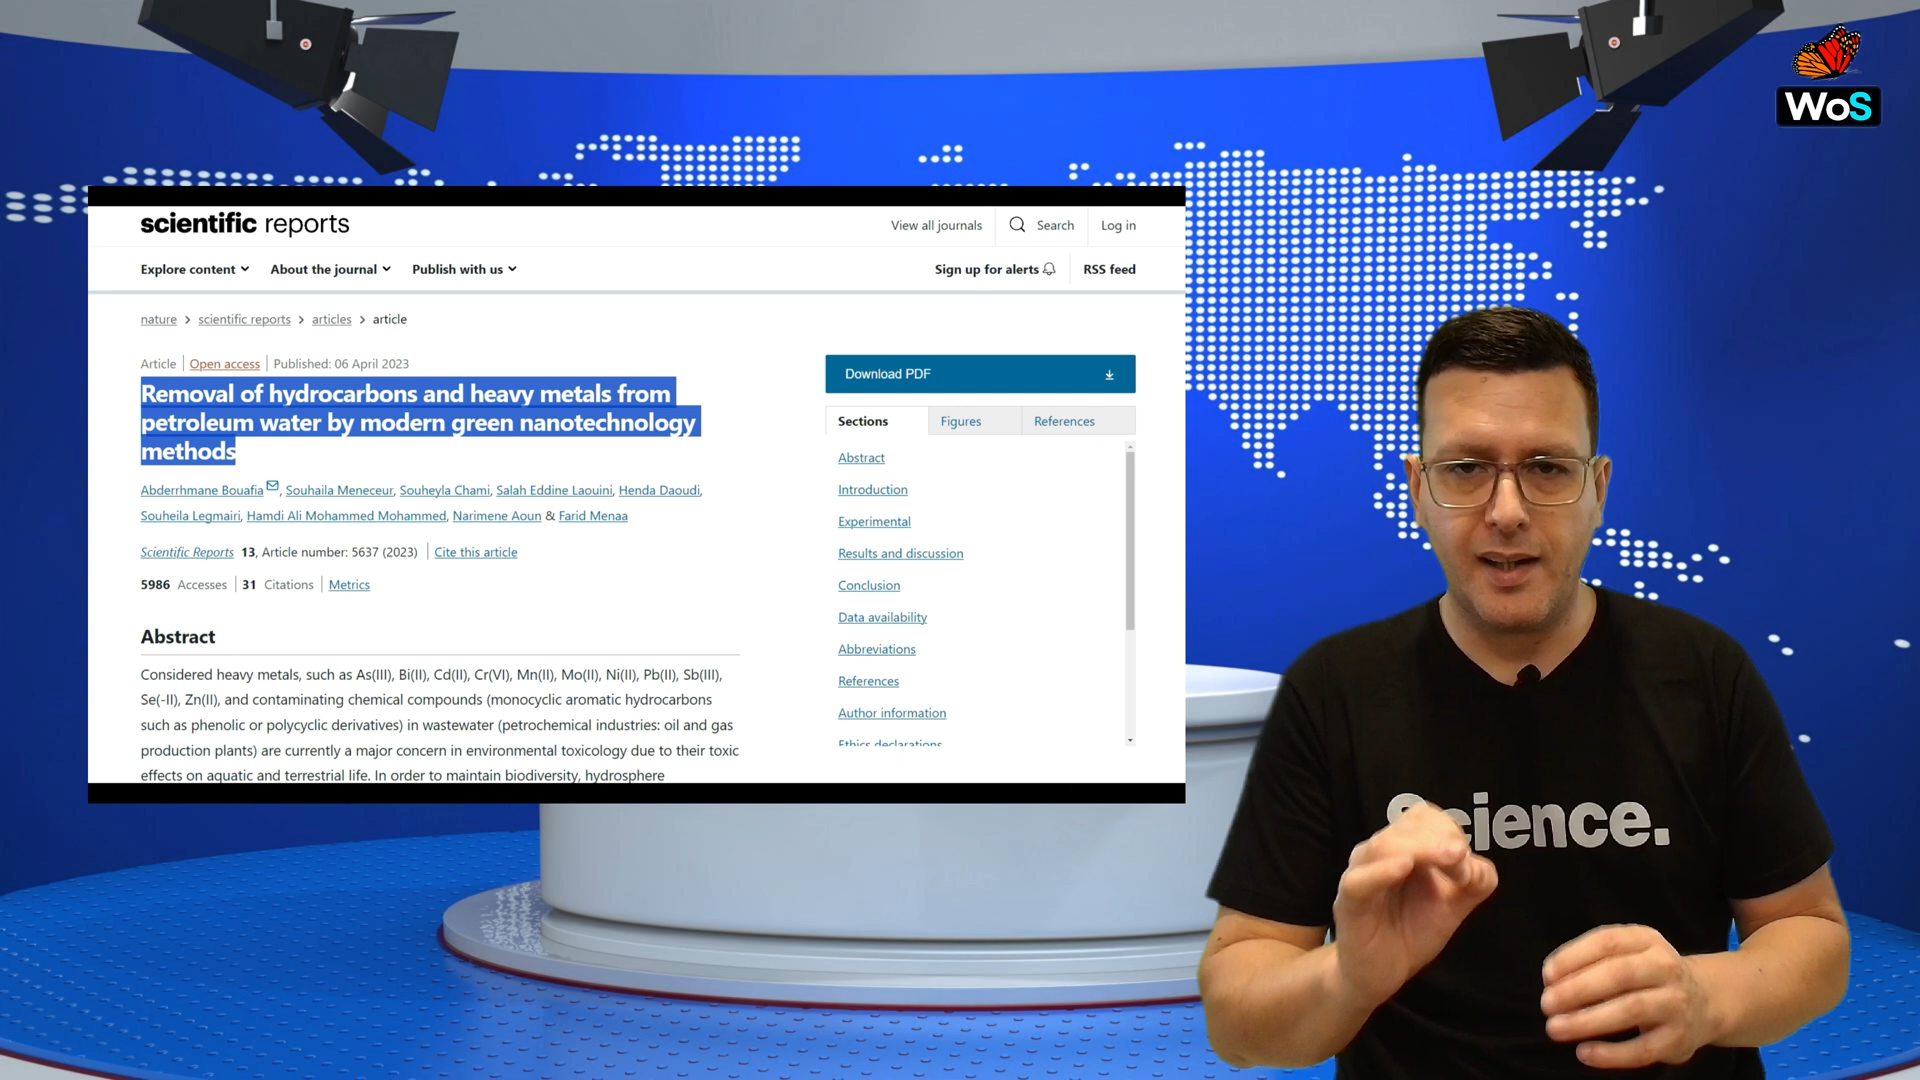 WoS
scientific reports
View all journals
Search
Log in
Explore content
About the journal
Publish with us
Sign up for alerts
RSS feed
nature > scientific reports > articles > article
Article | Open access | Published: 06 April 2023
Removal of hydrocarbons and heavy metals from
petroleum water by modern green nanotechnology
methods
Abderrhmane Bouafia, Souhaila Meneceur, Souheyla Chami, Salah Eddine Laouini, Henda Daoudi,
Souheila Legmairi, Hamdi Ali Mohammed Mohammed, Narimene Aoun & Farid Menaa
Scientific Reports 13, Article number: 5637 (2023) | Cite this article
5986 Accesses | 31 Citations | Metrics
Abstract
Considered heavy metals, such as As(III), Bi(II), Cd(II), Cr(VI), Mn(II), Mo(II), Ni(II), Pb(II), Sb(III),
Se(-II), Zn(II), and contaminating chemical compounds (monocyclic aromatic hydrocarbons
such as phenolic or polycyclic derivatives) in wastewater (petrochemical industries: oil and gas
production plants) are currently a major concern in environmental toxicology due to their toxic
effects on aquatic and terrestrial life. In order to maintain biodiversity, hydrosphere
Download PDF
Sections
Figures
References
Abstract
Introduction
Experimental
Results and discussion
Conclusion
Data availability
Abbreviations
References
Author information
Ethics declarations
Science.